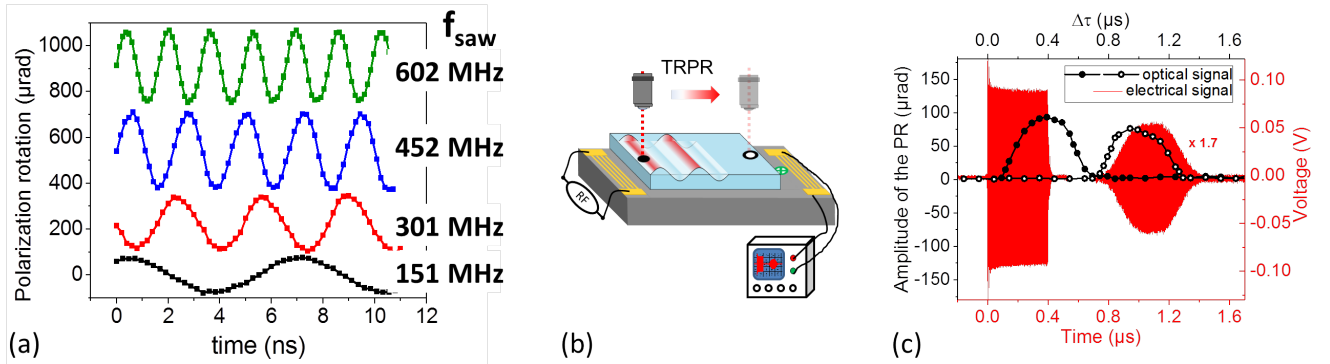 (a)
Polarization rotation (µrad)
1000
800
600
400
200
0
0 2 4 6 8 10 12
time (ns)
f_saw
602 MHz
452 MHz
301 MHz
151 MHz
(b)
TRPR
RF
(c)
Δτ (µs)
0.0 0.4 0.8 1.2 1.6
Amplitude of the PR (µrad)
150
100
50
0
-50
-100
-150
optical signal
electrical signal
x 1.7
0.10
0.05
0.00
-0.05
-0.10
Voltage (V)
0.0 0.4 0.8 1.2 1.6
Time (µs)